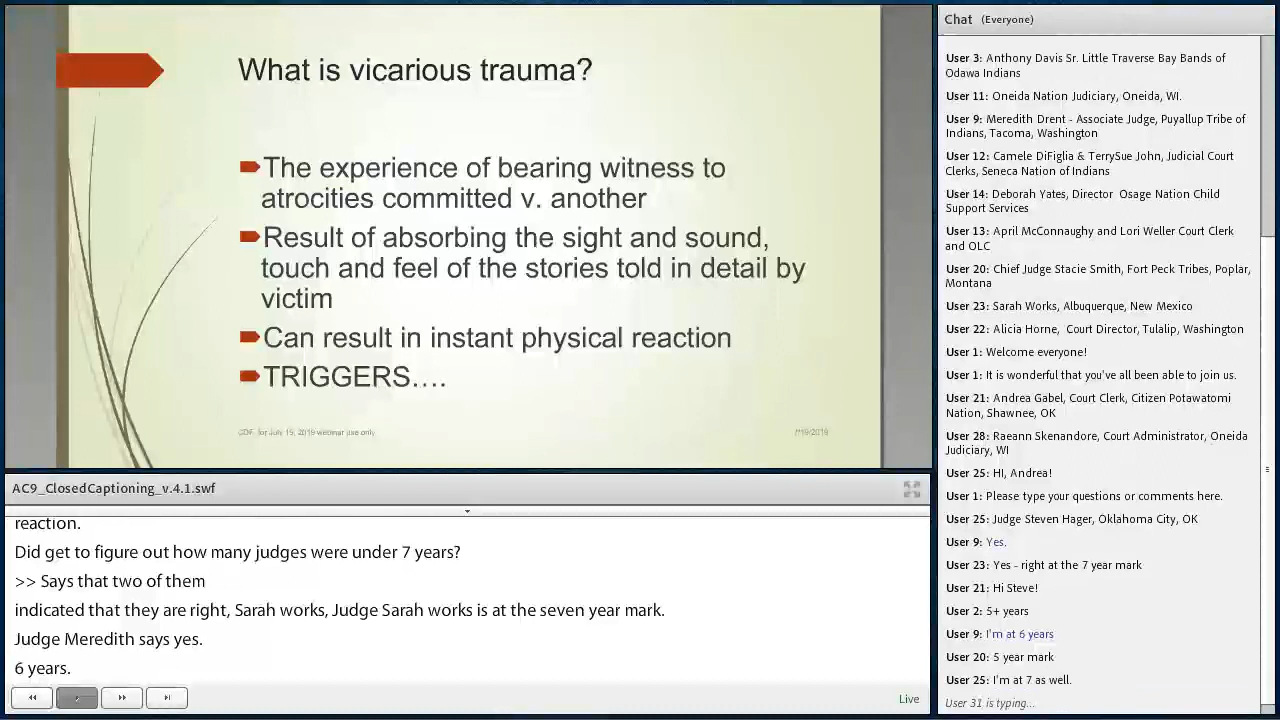 What is vicarious trauma?
The experience of bearing witness to
atrocities committed v. another
Result of absorbing the sight and sound,
touch and feel of the stories told in detail by
victim
Can result in instant physical reaction
TRIGGERS....
for July 19, 2019 webinar use only
7/19/2019
AC9_ClosedCaptioning_v.4.1.swf
reaction.
Did get to figure out how many judges were under 7 years?
>> Says that two of them
indicated that they are right, Sarah works, Judge Sarah works is at the seven year mark.
Judge Meredith says yes.
6 years.
Live
Chat (Everyone)
User 3: Anthony Davis Sr. Little Traverse Bay Bands of
Odawa Indians
User 11: Oneida Nation Judiciary, Oneida, WI.
User 9: Meredith Drent - Associate Judge, Puyallup Tribe of
Indians, Tacoma, Washington
User 12: Camele DiFiglia & TerrySue John, Judicial Court
Clerks, Seneca Nation of Indians
User 14: Deborah Yates, Director Osage Nation Child
Support Services
User 13: April McConnaughy and Lori Weller Court Clerk
and OLC
User 20: Chief Judge Stacie Smith, Fort Peck Tribes, Poplar,
Montana
User 23: Sarah Works, Albuquerque, New Mexico
User 22: Alicia Horne, Court Director, Tulalip, Washington
User 1: Welcome everyone!
User 1: It is wonderful that you've all been able to join us.
User 21: Andrea Gabel, Court Clerk, Citizen Potawatomi
Nation, Shawnee, OK
User 28: Raeann Skenandore, Court Administrator, Oneida
Judiciary, WI
User 25: HI, Andrea!
User 1: Please type your questions or comments here.
User 25: Judge Steven Hager, Oklahoma City, OK
User 9: Yes.
User 23: Yes - right at the 7 year mark
User 21: Hi Steve!
User 2: 5+ years
User 9: I'm at 6 years
User 20: 5 year mark
User 25: I'm at 7 as well.
User 31 is typing...